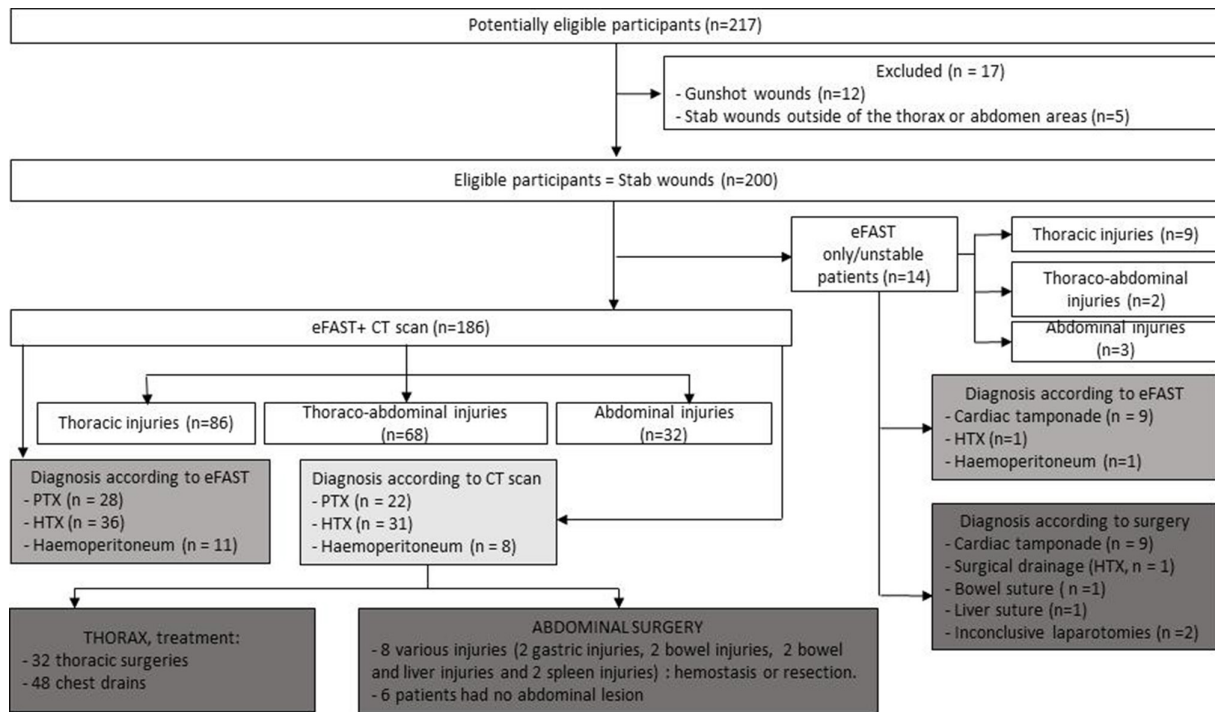 Potentially eligible participants (n=217)
Excluded (n = 17)
- Gunshot wounds (n=12)
- Stab wounds outside of the thorax or abdomen areas (n=5)
Eligible participants = Stab wounds (n=200)
eFAST
only/unstable
patients (n=14)
Thoracic injuries (n=9)
Thoraco-abdominal
injuries (n=2)
Abdominal injuries
(n=3)
eFAST+ CT scan (n=186)
Thoracic injuries (n=86)
Thoraco-abdominal injuries
(n=68)
Abdominal injuries
(n=32)
Diagnosis according to eFAST
- PTX (n = 28)
- HTX (n = 36)
- Haemoperitoneum (n = 11)
Diagnosis according to CT scan
- PTX (n = 22)
- HTX (n = 31)
- Haemoperitoneum (n = 8)
Diagnosis according to eFAST
- Cardiac tamponade (n = 9)
- HTX (n=1)
- Haemoperitoneum (n=1)
Diagnosis according to surgery
- Cardiac tamponade (n = 9)
- Surgical drainage (HTX, n = 1)
- Bowel suture ( n =1)
- Liver suture (n=1)
- Inconclusive laparotomies (n =2)
THORAX, treatment:
- 32 thoracic surgeries
- 48 chest drains
ABDOMINAL SURGERY
- 8 various injuries (2 gastric injuries, 2 bowel injuries, 2 bowel
and liver injuries and 2 spleen injuries) : hemostasis or resection.
- 6 patients had no abdominal lesion